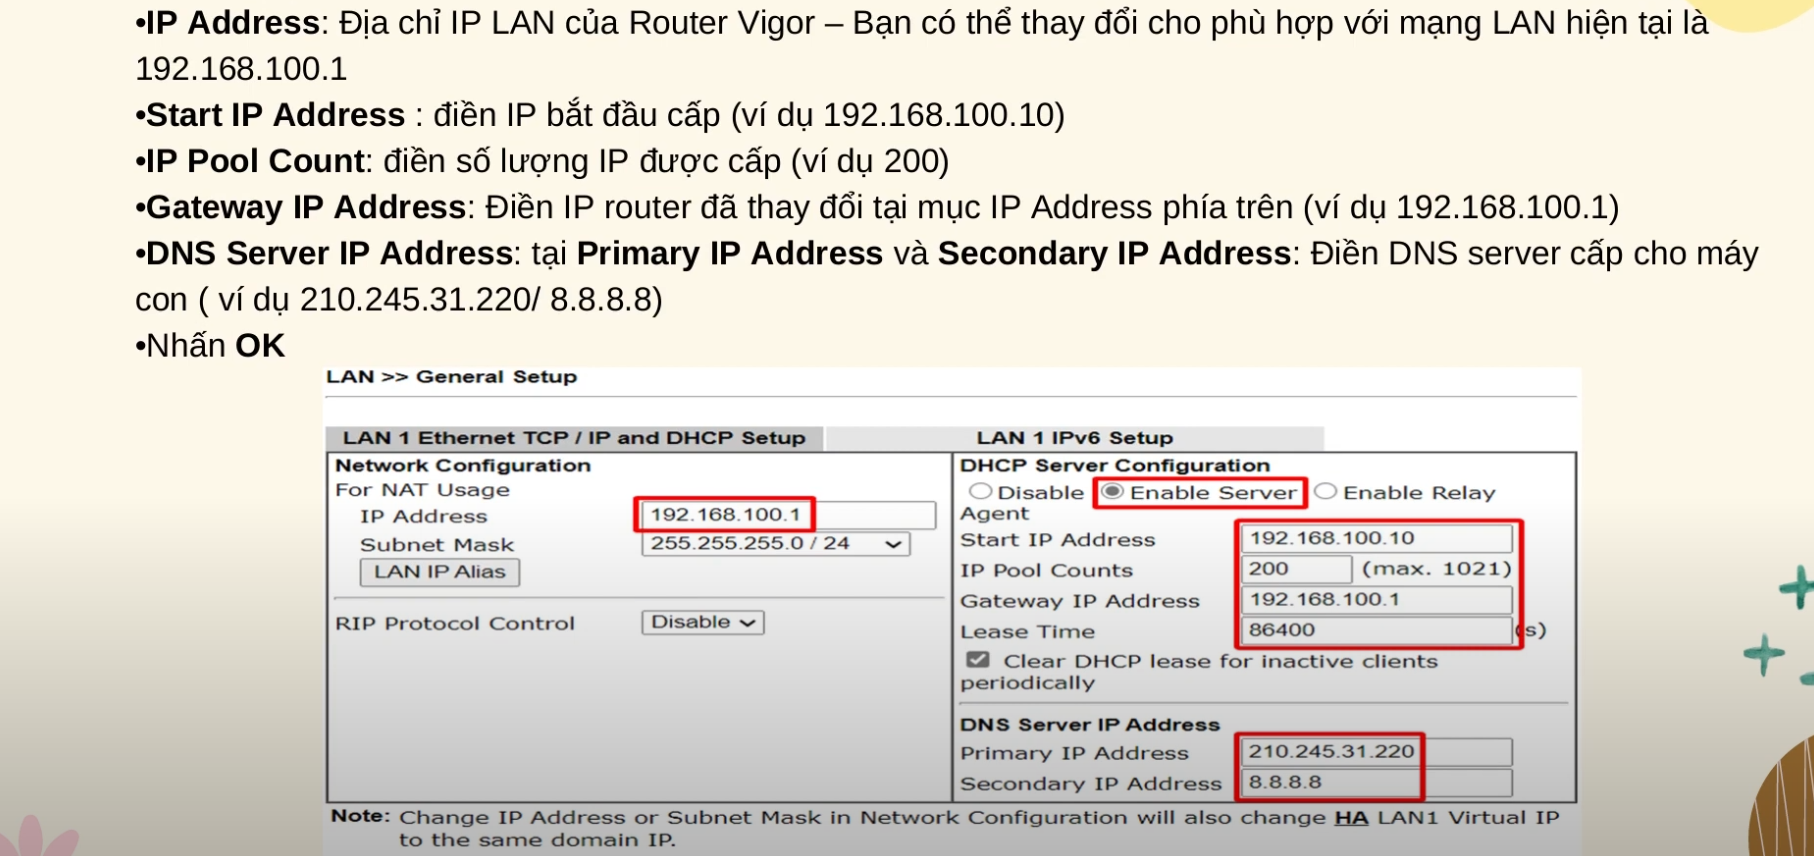 •IP Address: Địa chỉ IP LAN của Router Vigor – Bạn có thể thay đổi cho phù hợp với mạng LAN hiện tại là
192.168.100.1
•Start IP Address : điền IP bắt đầu cấp (ví dụ 192.168.100.10)
•IP Pool Count: điền số lượng IP được cấp (ví dụ 200)
•Gateway IP Address: Điền IP router đã thay đổi tại mục IP Address phía trên (ví dụ 192.168.100.1)
•DNS Server IP Address: tại Primary IP Address và Secondary IP Address: Điền DNS server cấp cho máy
con ( ví dụ 210.245.31.220/ 8.8.8.8)
•Nhấn OK
LAN >> General Setup
LAN 1 Ethernet TCP / IP and DHCP Setup
LAN 1 IPv6 Setup
Network Configuration
For NAT Usage
IP Address 192.168.100.1
Subnet Mask 255.255.255.0 / 24
LAN IP Alias
RIP Protocol Control Disable
DHCP Server Configuration
Disable Enable Server Enable Relay
Agent
Start IP Address 192.168.100.10
IP Pool Counts 200 (max. 1021)
Gateway IP Address 192.168.100.1
Lease Time 86400 (s)
Clear DHCP lease for inactive clients
periodically
DNS Server IP Address
Primary IP Address 210.245.31.220
Secondary IP Address 8.8.8.8
Note: Change IP Address or Subnet Mask in Network Configuration will also change HA LAN1 Virtual IP
to the same domain IP.